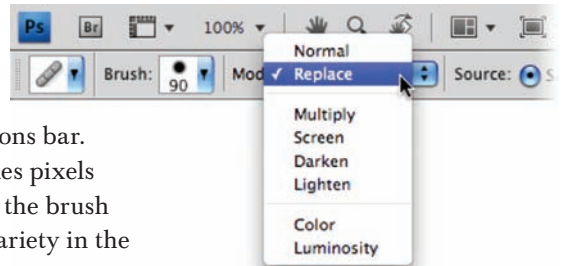 Ps Br 100%
Normal
Brush: 90 Mod ✓ Replace Source:
Multiply
Screen
Darken
Lighten
Color
Luminosity
ons bar.
es pixels
the brush
ariety in the